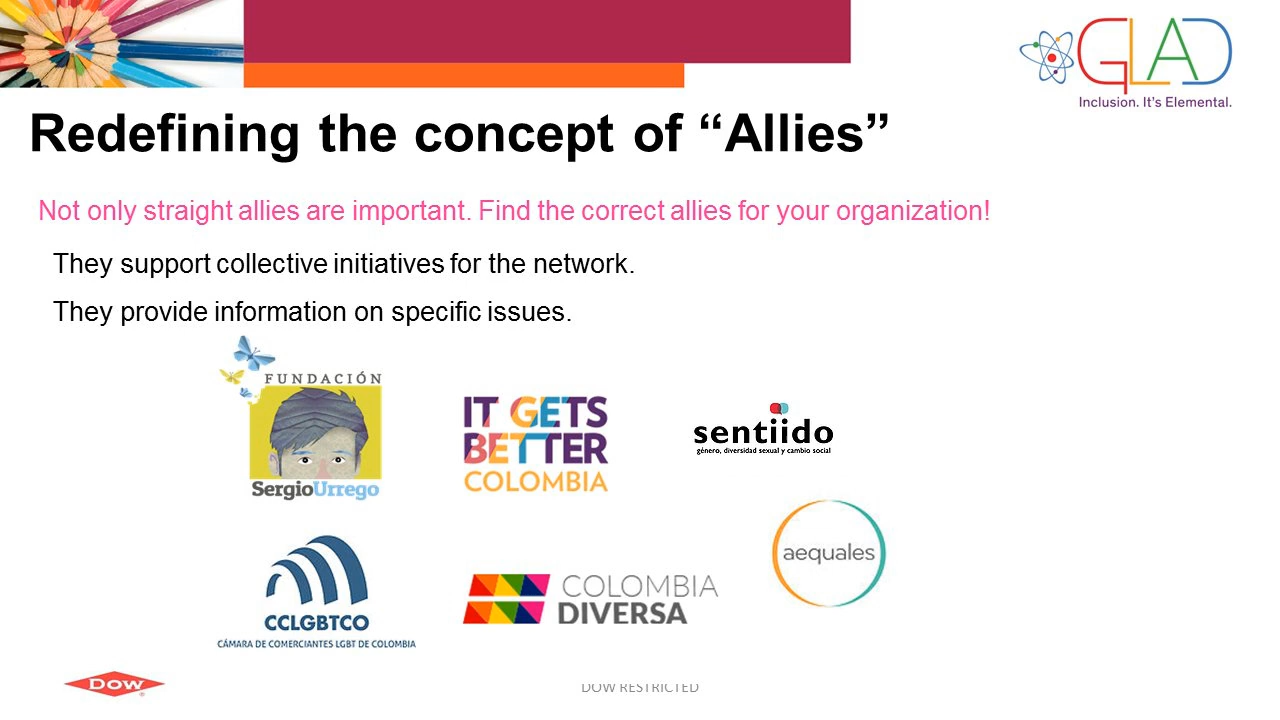 GLAD
Inclusion. It's Elemental.
Redefining the concept of “Allies”
Not only straight allies are important. Find the correct allies for your organization!
They support collective initiatives for the network.
They provide information on specific issues.
FUNDACIÓN
SergioUrrego
IT GETS
BETTER
COLOMBIA
sentiido
género, diversidad sexual y cambio social
aequales
CCLGBTCO
CÁMARA DE COMERCIANTES LGBT DE COLOMBIA
COLOMBIA
DIVERSA
DOW
®
DOW RESTRICTED